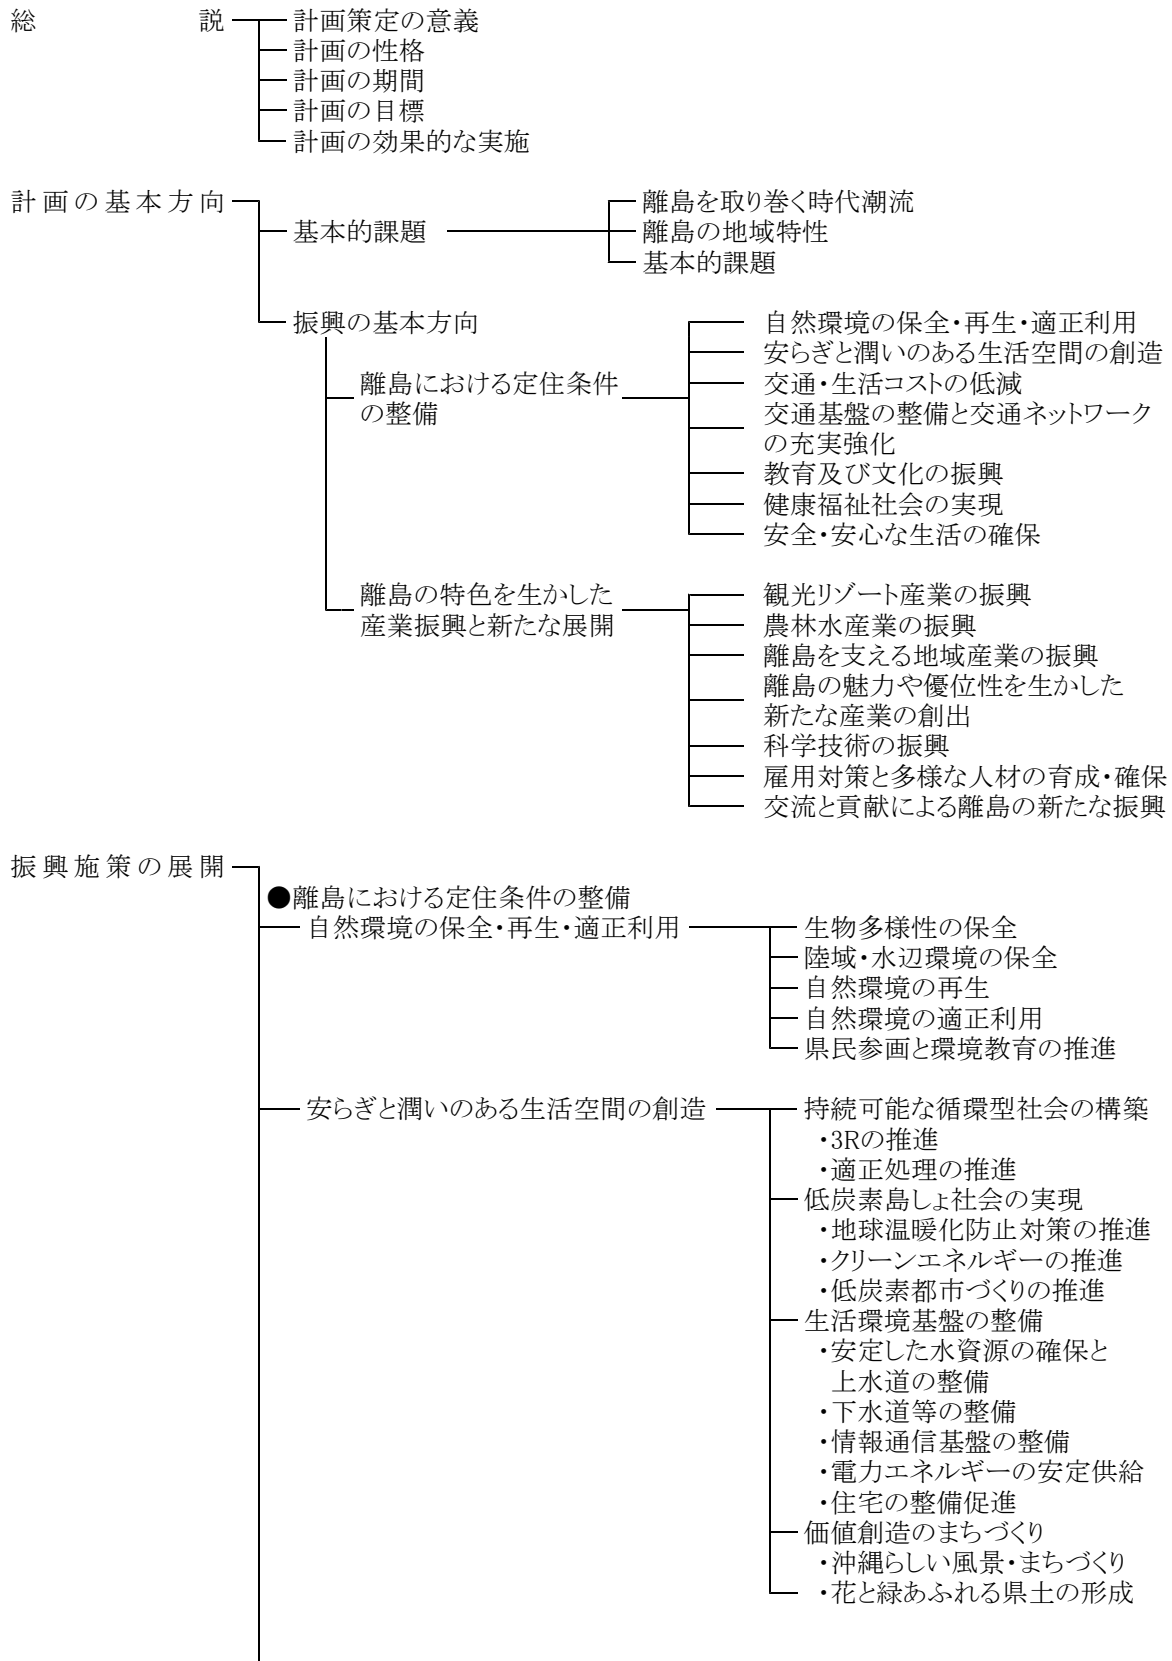 総説
計画策定の意義
計画の性格
計画の期間
計画の目標
計画の効果的な実施
計画の基本方向
基本的課題
離島を取り巻く時代潮流
離島の地域特性
基本的課題
振興の基本方向
離島における定住条件
の整備
自然環境の保全・再生・適正利用
安らぎと潤いのある生活空間の創造
交通・生活コストの低減
交通基盤の整備と交通ネットワーク
の充実強化
教育及び文化の振興
健康福祉社会の実現
安全・安心な生活の確保
離島の特色を生かした
産業振興と新たな展開
観光リゾート産業の振興
農林水産業の振興
離島を支える地域産業の振興
離島の魅力や優位性を生かした
新たな産業の創出
科学技術の振興
雇用対策と多様な人材の育成・確保
交流と貢献による離島の新たな振興
振興施策の展開
●離島における定住条件の整備
自然環境の保全・再生・適正利用
生物多様性の保全
陸域・水辺環境の保全
自然環境の再生
自然環境の適正利用
県民参画と環境教育の推進
安らぎと潤いのある生活空間の創造
持続可能な循環型社会の構築
・3Rの推進
・適正処理の推進
低炭素島しょ社会の実現
・地球温暖化防止対策の推進
・クリーンエネルギーの推進
・低炭素都市づくりの推進
生活環境基盤の整備
・安定した水資源の確保と
上水道の整備
・下水道等の整備
・情報通信基盤の整備
・電力エネルギーの安定供給
・住宅の整備促進
価値創造のまちづくり
・沖縄らしい風景・まちづくり
・花と緑あふれる県土の形成